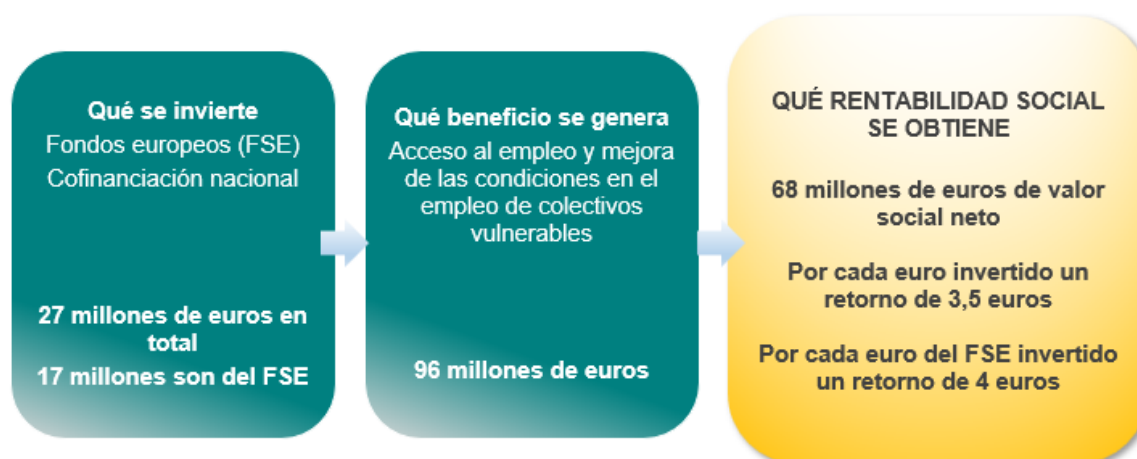 Qué se invierte
Fondos europeos (FSE)
Cofinanciación nacional
27 millones de euros en
total
17 millones son del FSE
Qué beneficio se genera
Acceso al empleo y mejora
de las condiciones en el
empleo de colectivos
vulnerables
96 millones de euros
QUÉ RENTABILIDAD SOCIAL
SE OBTIENE
68 millones de euros de valor
social neto
Por cada euro invertido un
retorno de 3,5 euros
Por cada euro del FSE invertido
un retorno de 4 euros